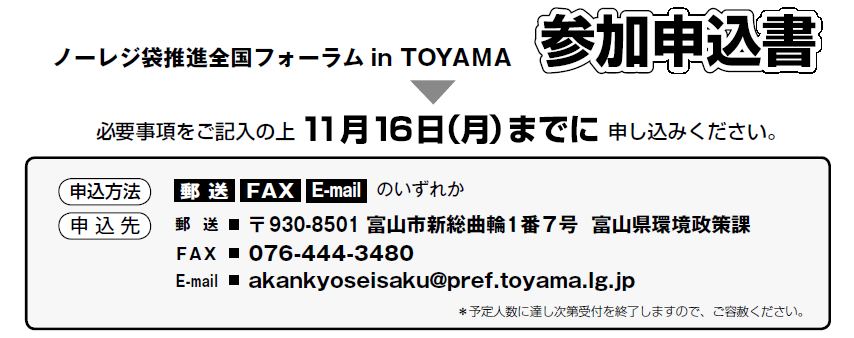 ノーレジ袋推進全国フォーラム in TOYAMA 参加申込書
必要事項をご記入の上 11月16日(月)までに 申し込みください。
申込方法 郵送 FAX E-mail のいずれか
申込先 郵送 ■ 〒930-8501 富山市新総曲輪1番7号 富山県環境政策課
FAX ■ 076-444-3480
E-mail ■ akankyoseisaku@pref.toyama.lg.jp
＊予定人数に達し次第受付を終了しますので、ご容赦ください。